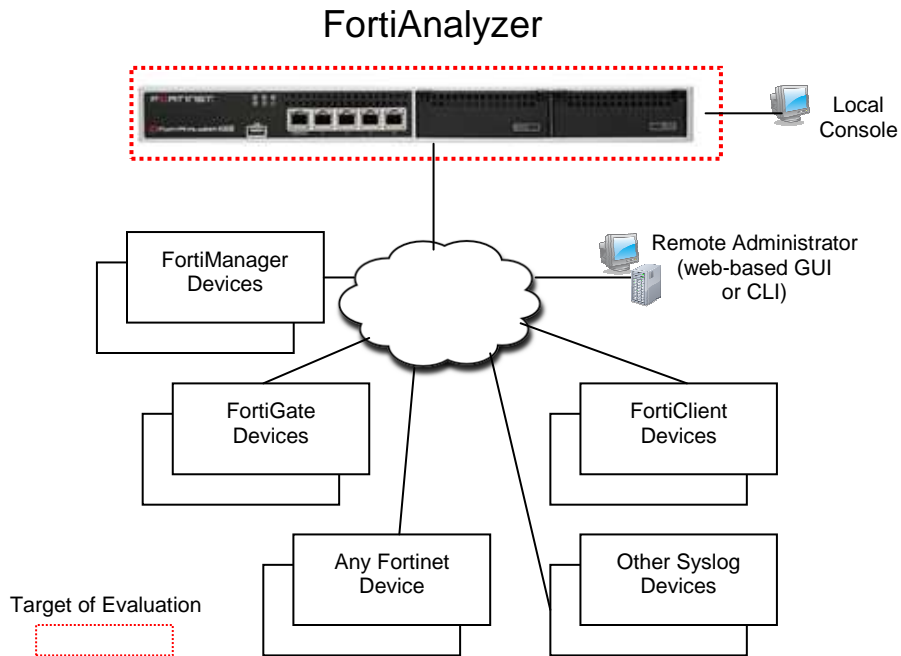 FortiAnalyzer
FORTINET
Local
Console
FortiManager
Devices
Remote Administrator
(web-based GUI
or CLI)
FortiGate
Devices
FortiClient
Devices
Any Fortinet
Device
Other Syslog
Devices
Target of Evaluation